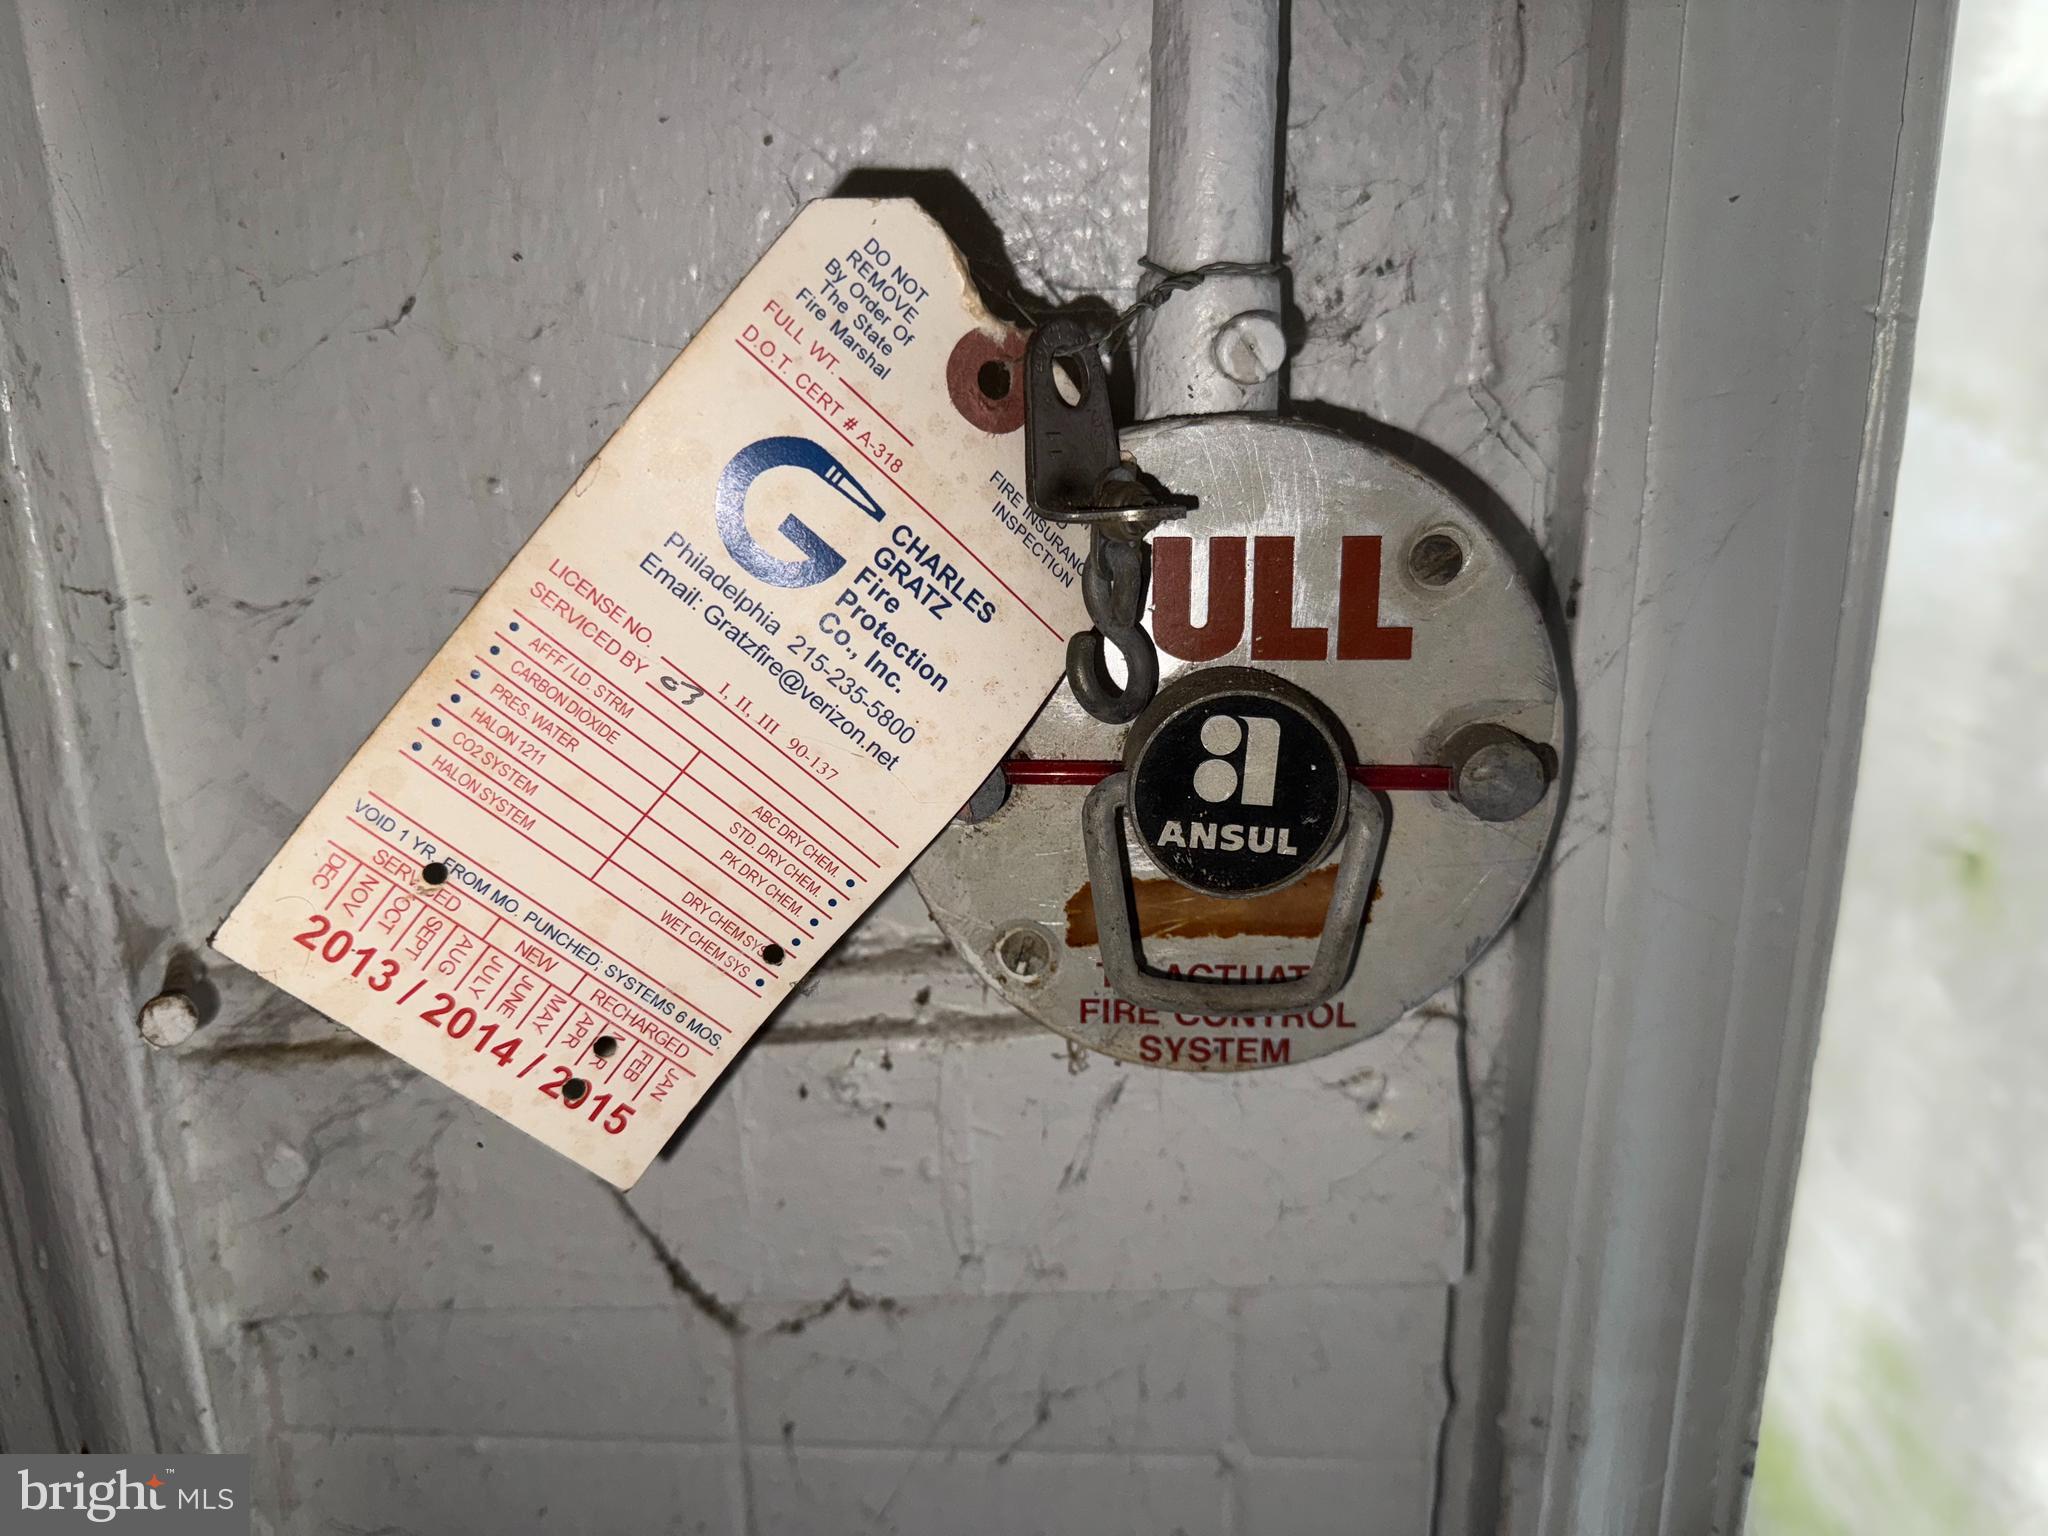 DO NOT
REMOVE
By Order Of
The State
Fire Marshal
FULL WT.
D.O.T. CERT # A-318
FIRE INSURANC
INSPECTION
G
CHARLES
GRATZ
Fire
Protection
Co., Inc.
Philadelphia 215-235-5800
Email: Gratzfire@verizon.net
LICENSE NO. I, II, III 90-137
SERVICED BY
AFFF / LD. STRM
CARBON DIOXIDE
PRES. WATER
HALON 1211
CO2 SYSTEM
HALON SYSTEM
ABC DRY CHEM.
STD. DRY CHEM.
PK DRY CHEM.
DRY CHEM SYS
WET CHEM SYS
VOID 1 YR. FROM MO. PUNCHED; SYSTEMS 6 MOS.
SERVICED NEW RECHARGED
DEC NOV OCT SEPT AUG JULY JUNE MAY APR FEB JAN
2013 / 2014 / 2015
ULL
a
ANSUL
ACTUAT
FIRE CONTROL
SYSTEM
bright™ MLS